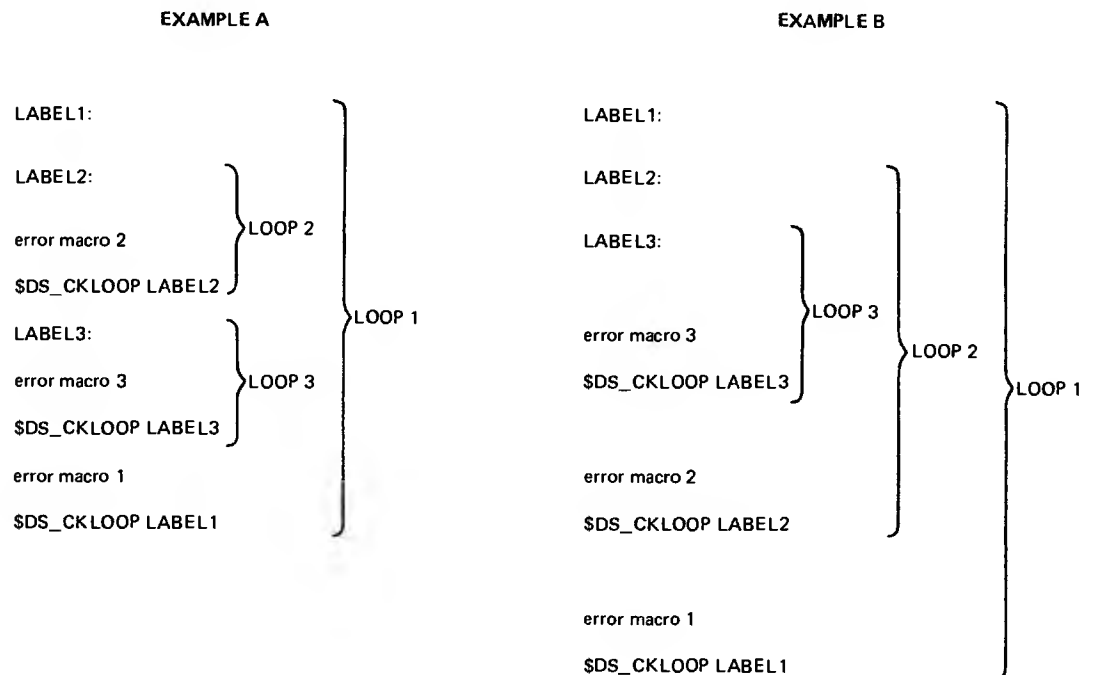 EXAMPLE A
LABEL1:
LABEL2:
error macro 2
$DS_CKLOOP LABEL2
LOOP 2
LABEL3:
error macro 3
$DS_CKLOOP LABEL3
LOOP 3
error macro 1
$DS_CKLOOP LABEL1
LOOP 1
EXAMPLE B
LABEL1:
LABEL2:
LABEL3:
error macro 3
$DS_CKLOOP LABEL3
LOOP 3
error macro 2
$DS_CKLOOP LABEL2
LOOP 2
error macro 1
$DS_CKLOOP LABEL1
LOOP 1